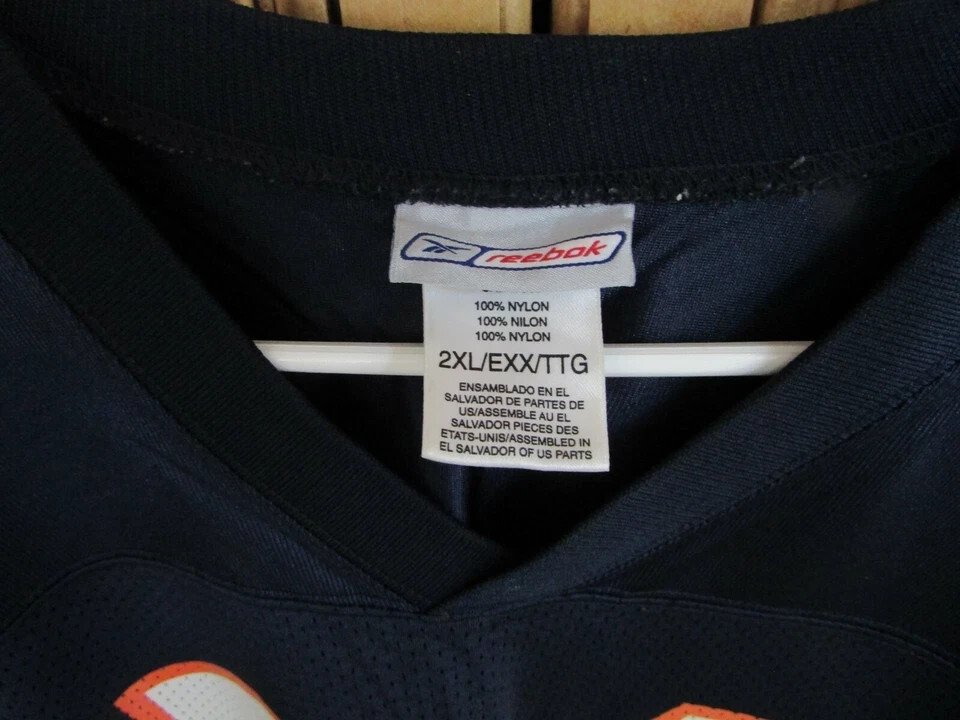 reebok
100% NYLON
100% NILON
100% NYLON
2XL/EXX/TTG
ENSAMBLADO EN EL
SALVADOR DE PARTES DE
US/ASSEMBLE AU EL
SALVADOR PIECES DES
ETATS-UNIS/ASSEMBLED IN
EL SALVADOR OF US PARTS